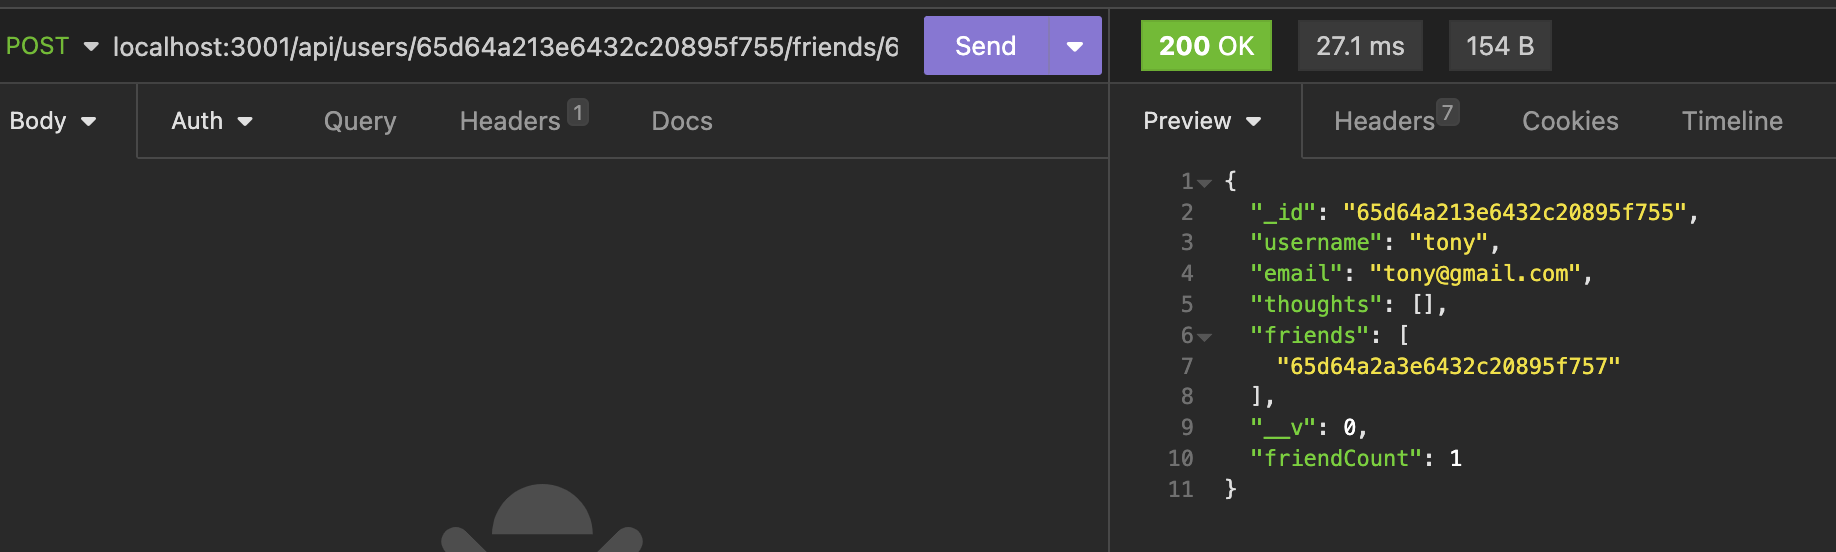 POST localhost:3001/api/users/65d64a213e6432c20895f755/friends/6 Send 200 OK 27.1 ms 154 B
Body Auth Query Headers 1 Docs Preview Headers 7 Cookies Timeline
1 {
2 "_id": "65d64a213e6432c20895f755",
3 "username": "tony",
4 "email": "tony@gmail.com",
5 "thoughts": [],
6 "friends": [
7 "65d64a2a3e6432c20895f757"
8 ],
9 "__v": 0,
10 "friendCount": 1
11 }